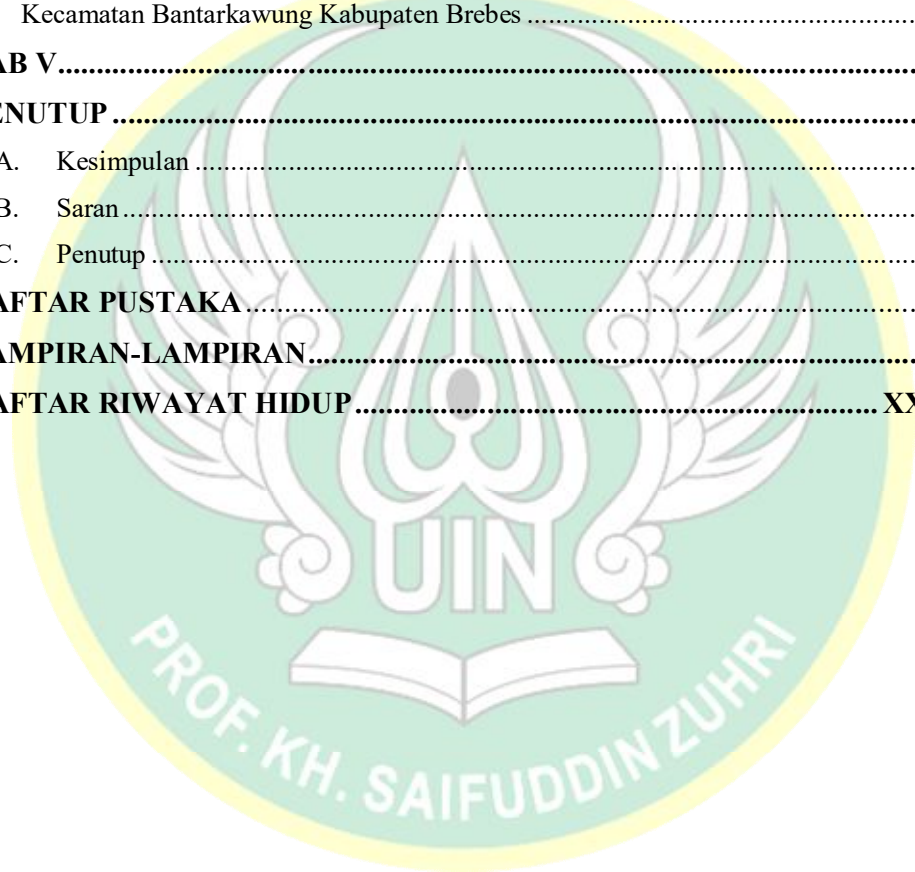 Kecamatan Bantarkawung Kabupaten Brebes ........................................................
AB V........................................................................................................................
ENUTUP ................................................................................................................
A. Kesimpulan ....................................................................................................
B. Saran ..............................................................................................................
C. Penutup ..........................................................................................................
AFTAR PUSTAKA ................................................................................................
AMPIRAN-LAMPIRAN........................................................................................
AFTAR RIWAYAT HIDUP.................................................................... XX
UIN
PROF. KH. SAIFUDDIN ZUHRI